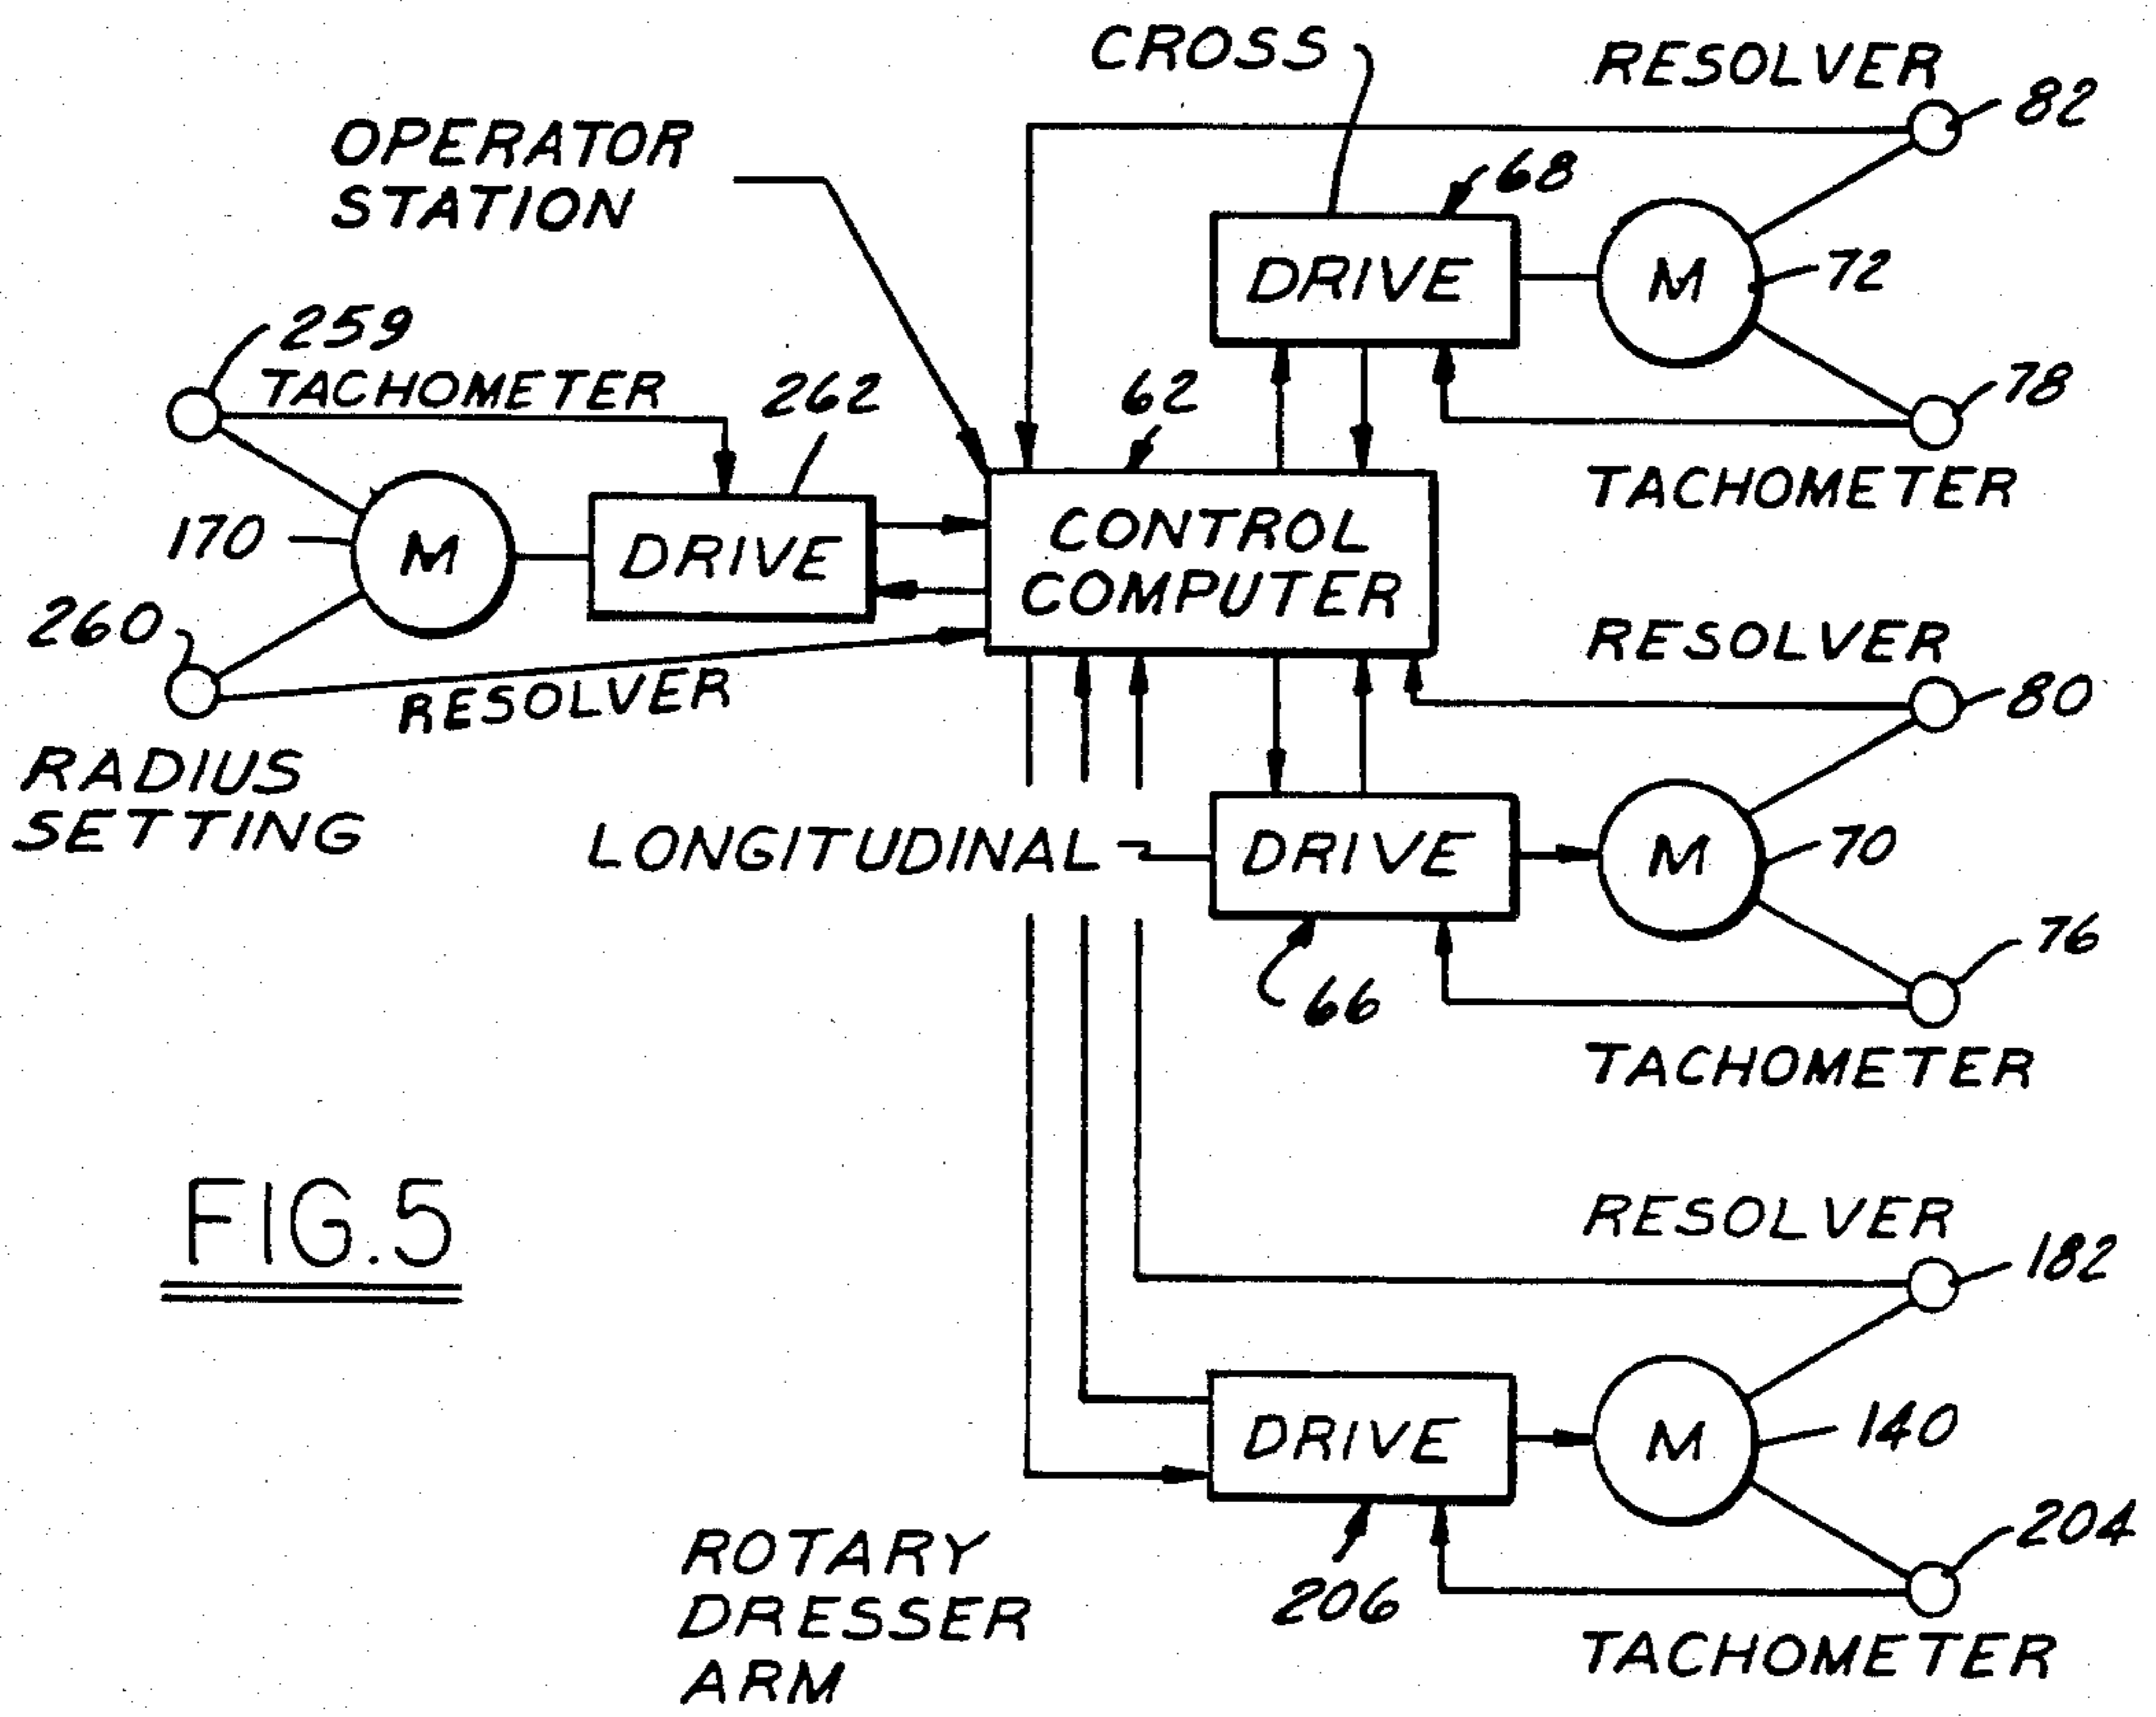 CROSS
RESOLVER
82
OPERATOR
STATION
68
DRIVE
M
72
259
TACHOMETER
262
62
78
TACHOMETER
170
M
DRIVE
CONTROL
COMPUTER
260
RESOLVER
RESOLVER
80
RADIUS
SETTING
LONGITUDINAL
DRIVE
M
70
76
66
TACHOMETER
FIG.5
RESOLVER
182
DRIVE
M
140
204
206
ROTARY
DRESSER
ARM
TACHOMETER